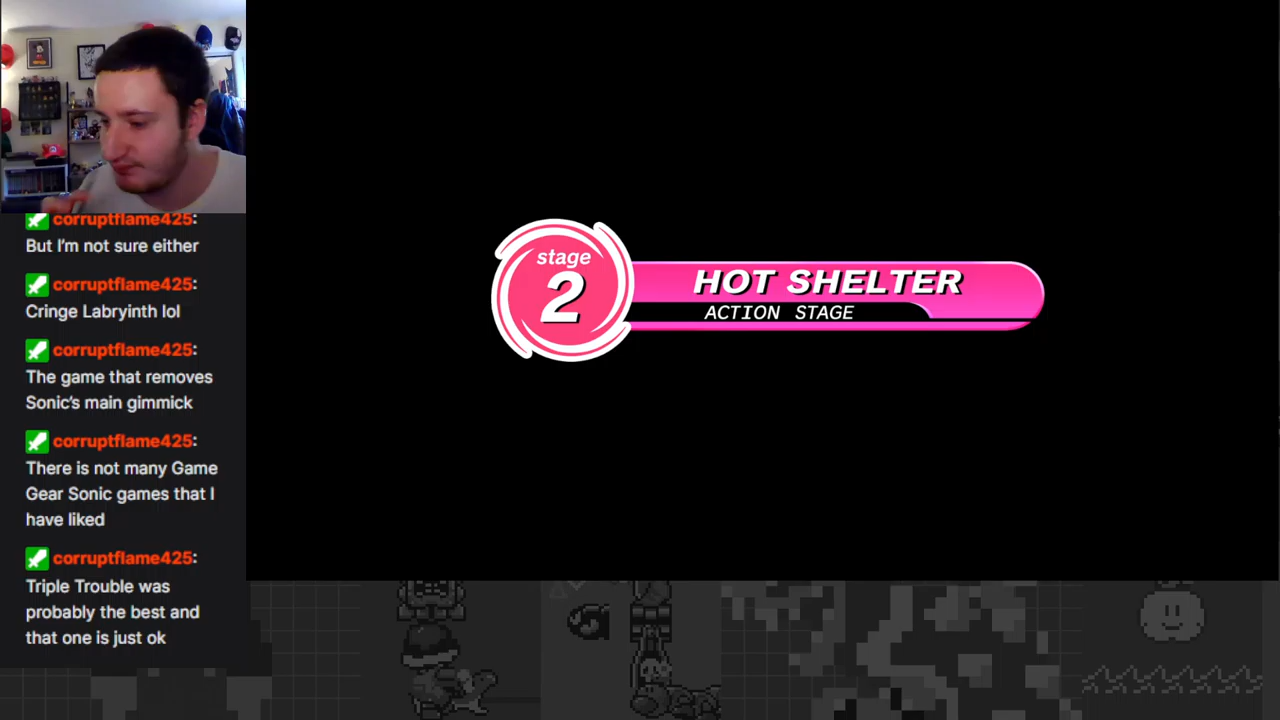 corruptflame425:
But I'm not sure either
corruptflame425:
Cringe Labryinth lol
corruptflame425:
The game that removes
Sonic's main gimmick
corruptflame425:
There is not many Game
Gear Sonic games that I
have liked
corruptflame425:
Triple Trouble was
probably the best and
that one is just ok
stage
2
HOT SHELTER
ACTION STAGE